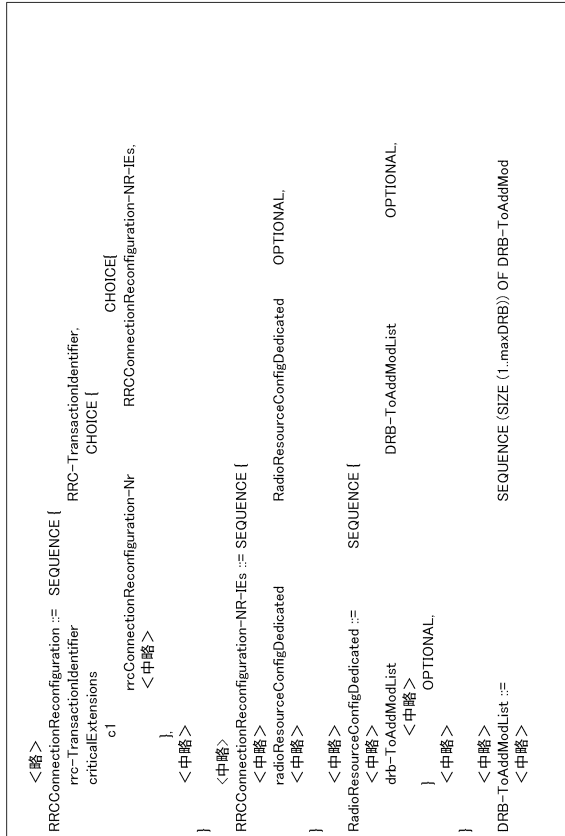 <略>
RRCConnectionReconfiguration ::= SEQUENCE {
rrc-TransactionIdentifier RRC-TransactionIdentifier,
criticalExtensions CHOICE {
c1 CHOICE{
rrcConnectionReconfiguration-Nr RRCConnectionReconfiguration-NR-IEs,
<中略>
},
<中略>
}
<中略>
RRCConnectionReconfiguration-NR-IEs ::= SEQUENCE {
<中略>
radioResourceConfigDedicated RadioResourceConfigDedicated OPTIONAL,
<中略>
}
<中略>
RadioResourceConfigDedicated ::= SEQUENCE {
<中略>
drb-ToAddModList DRB-ToAddModList OPTIONAL,
<中略>
} OPTIONAL,
<中略>
}
<中略>
DRB-ToAddModList ::= SEQUENCE (SIZE (1..maxDRB)) OF DRB-ToAddMod
<中略>